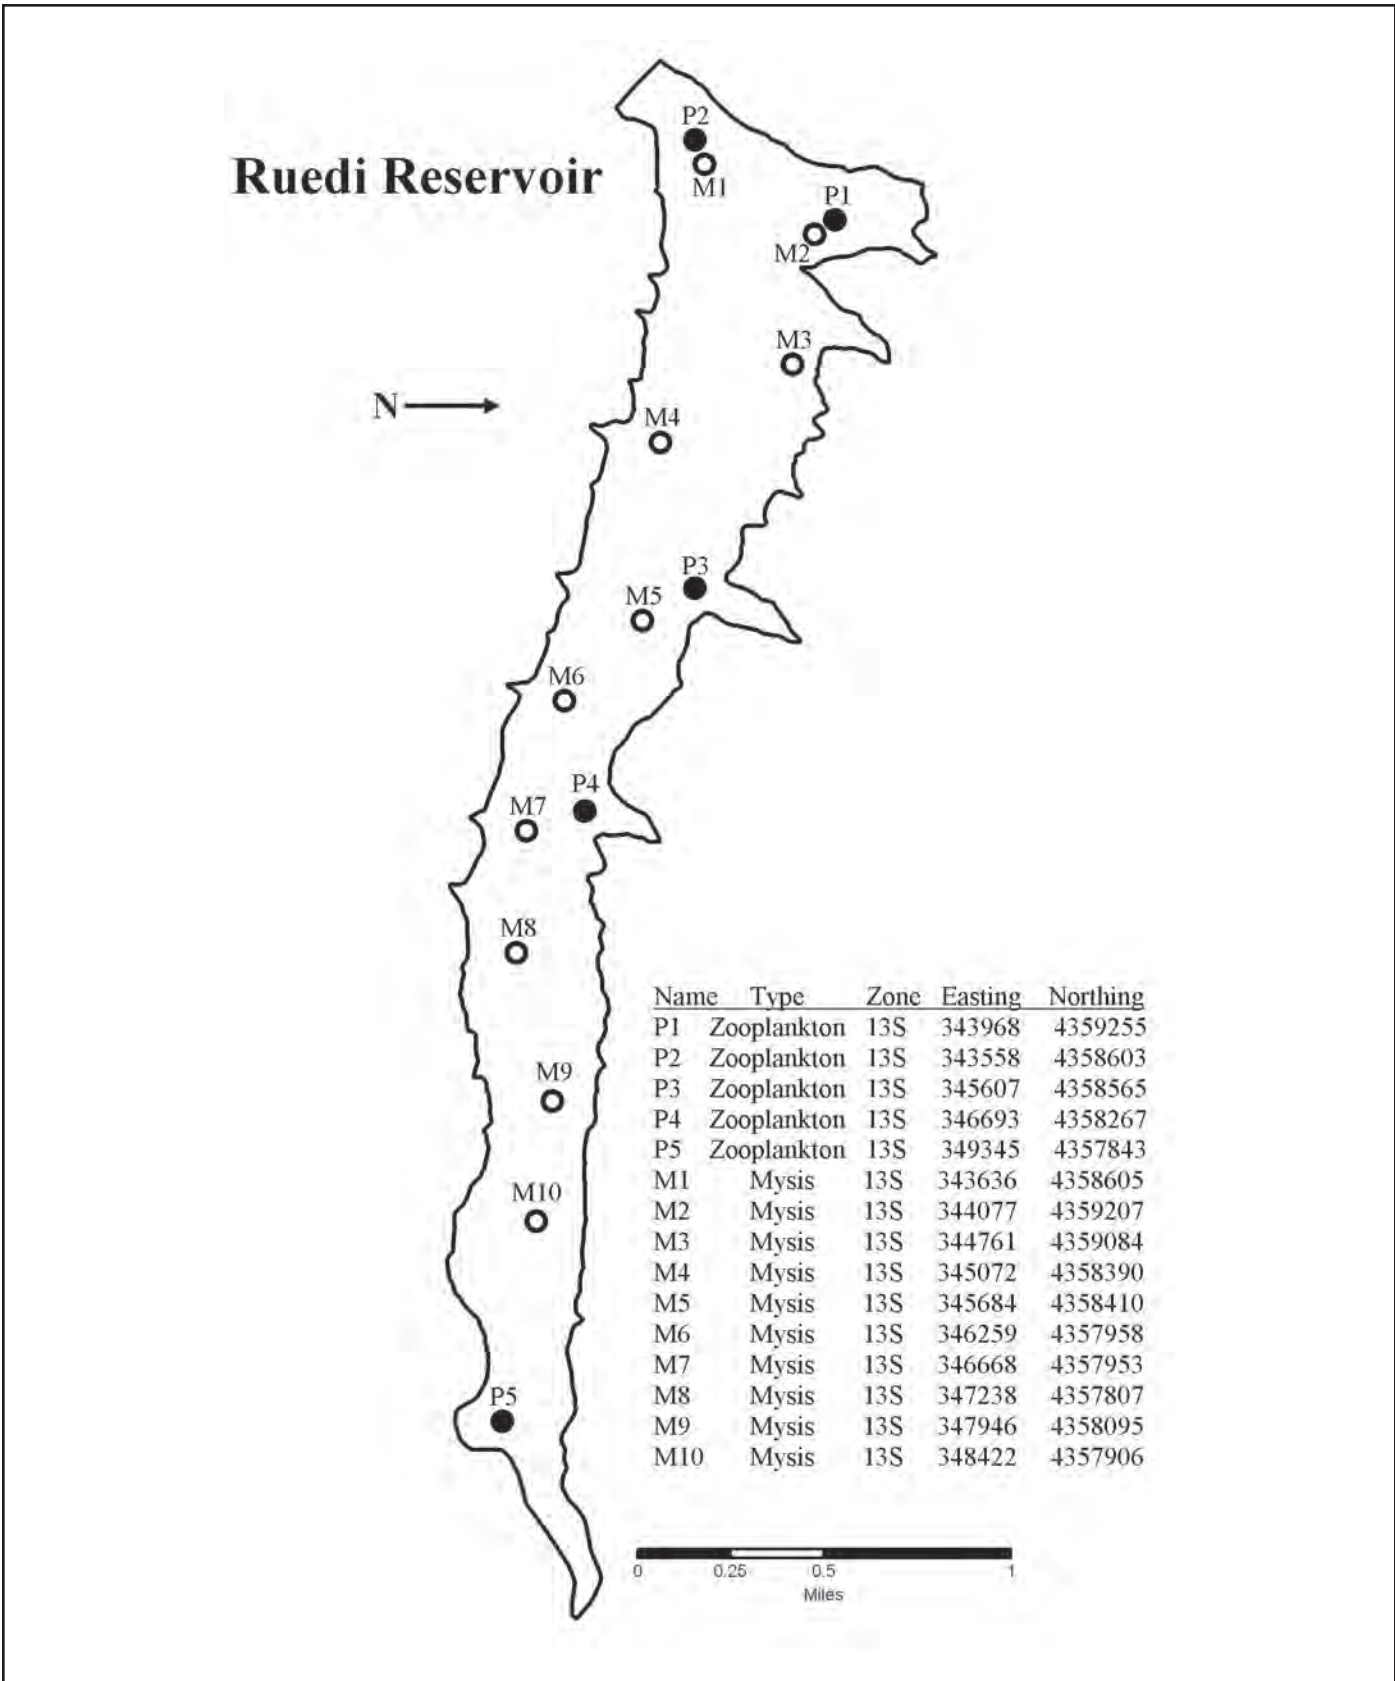 P2
Ruedi Reservoir
M1
P1
M2
M3
N
M4
P3
M5
M6
P4
M7
M8
Name Type Zone Easting Northing
P1 Zooplankton 13S 343968 4359255
P2 Zooplankton 13S 343558 4358603
P3 Zooplankton 13S 345607 4358565
P4 Zooplankton 13S 346693 4358267
P5 Zooplankton 13S 349345 4357843
M1 Mysis 13S 343636 4358605
M2 Mysis 13S 344077 4359207
M3 Mysis 13S 344761 4359084
M4 Mysis 13S 345072 4358390
M5 Mysis 13S 345684 4358410
M6 Mysis 13S 346259 4357958
M7 Mysis 13S 346668 4357953
M8 Mysis 13S 347238 4357807
M9 Mysis 13S 347946 4358095
M10 Mysis 13S 348422 4357906
M9
M10
P5
0 0.25 0.5 1
Miles